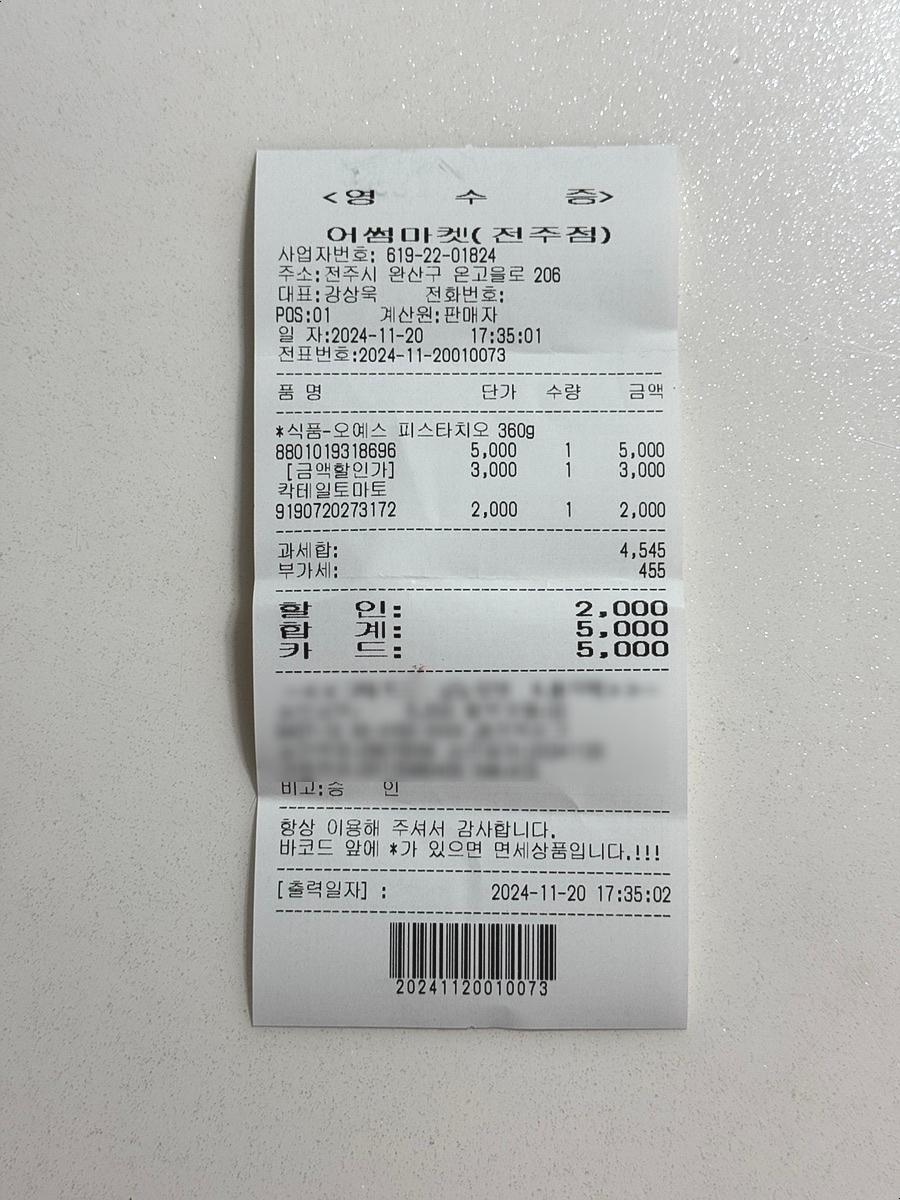 <영 수 증>
어썸마켓(전주점)
사업자번호: 619-22-01824
주소:전주시 완산구 온고을로 206
대표:강상욱 전화번호:
POS:01 계산원:판매자
일 자:2024-11-20 17:35:01
전표번호:2024-11-20010073
품 명 단가 수량 금액
*식품-오예스 피스타치오 360g
8801019318696 5,000 1 5,000
[금액할인가] 3,000 1 3,000
칵테일토마토
9190720273172 2,000 1 2,000
과세합: 4,545
부가세: 455
할 인: 2,000
합 계: 5,000
카 드: 5,000
비고:승 인
항상 이용해 주셔서 감사합니다.
바코드 앞에 *가 있으면 면세상품입니다.!!!
[출력일자] : 2024-11-20 17:35:02
20241120010073